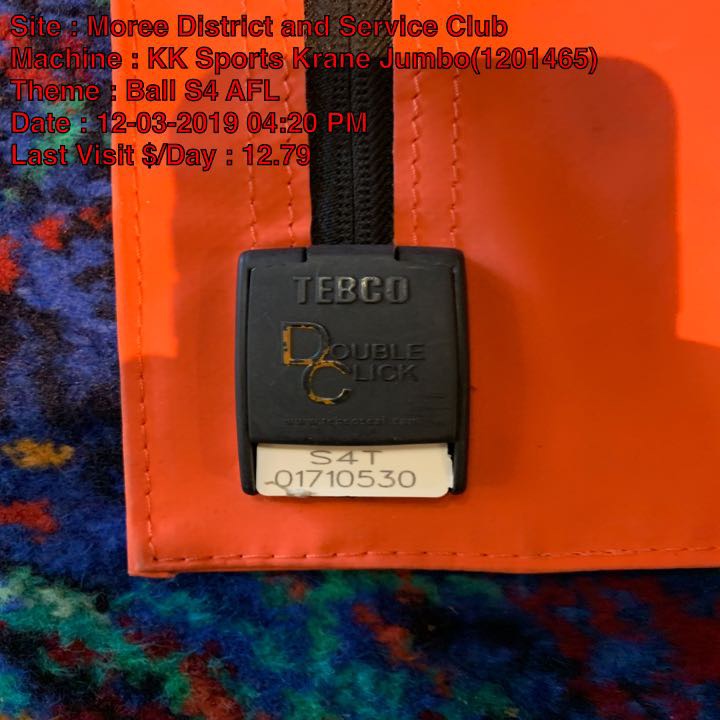 Site : Moree District and Service Club
Machine : KK Sports Krane Jumbo(1201465)
Theme : Ball S4 AFL
Date : 12-03-2019 04:20 PM
Last Visit $/Day : 12.79
TEBCO
DOUBLE
CLICK
S4T
01710530